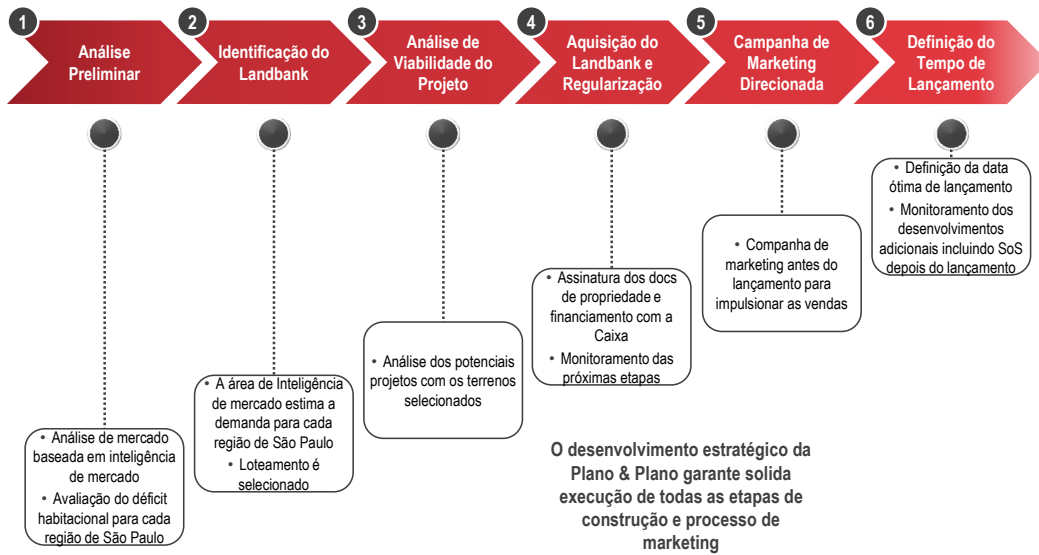 1
Análise
Preliminar
2
Identificação do
Landbank
3
Análise de
Viabilidade do
Projeto
4
Aquisição do
Landbank e
Regularização
5
Campanha de
Marketing
Direcionada
6
Definição do
Tempo de
Lançamento
• Análise de mercado
baseada em inteligência
de mercado
• Avaliação do déficit
habitacional para cada
região de São Paulo
• A área de Inteligência
de mercado estima a
demanda para cada
região de São Paulo
• Loteamento é
selecionado
• Análise dos potenciais
projetos com os terrenos
selecionados
• Assinatura dos docs
de propriedade e
financiamento com a
Caixa
• Monitoramento das
próximas etapas
• Companha de
marketing antes do
lançamento para
impulsionar as vendas
• Definição da data
ótima de lançamento
• Monitoramento dos
desenvolvimentos
adicionais incluindo SoS
depois do lançamento
O desenvolvimento estratégico da
Plano & Plano garante solida
execução de todas as etapas de
construção e processo de
marketing